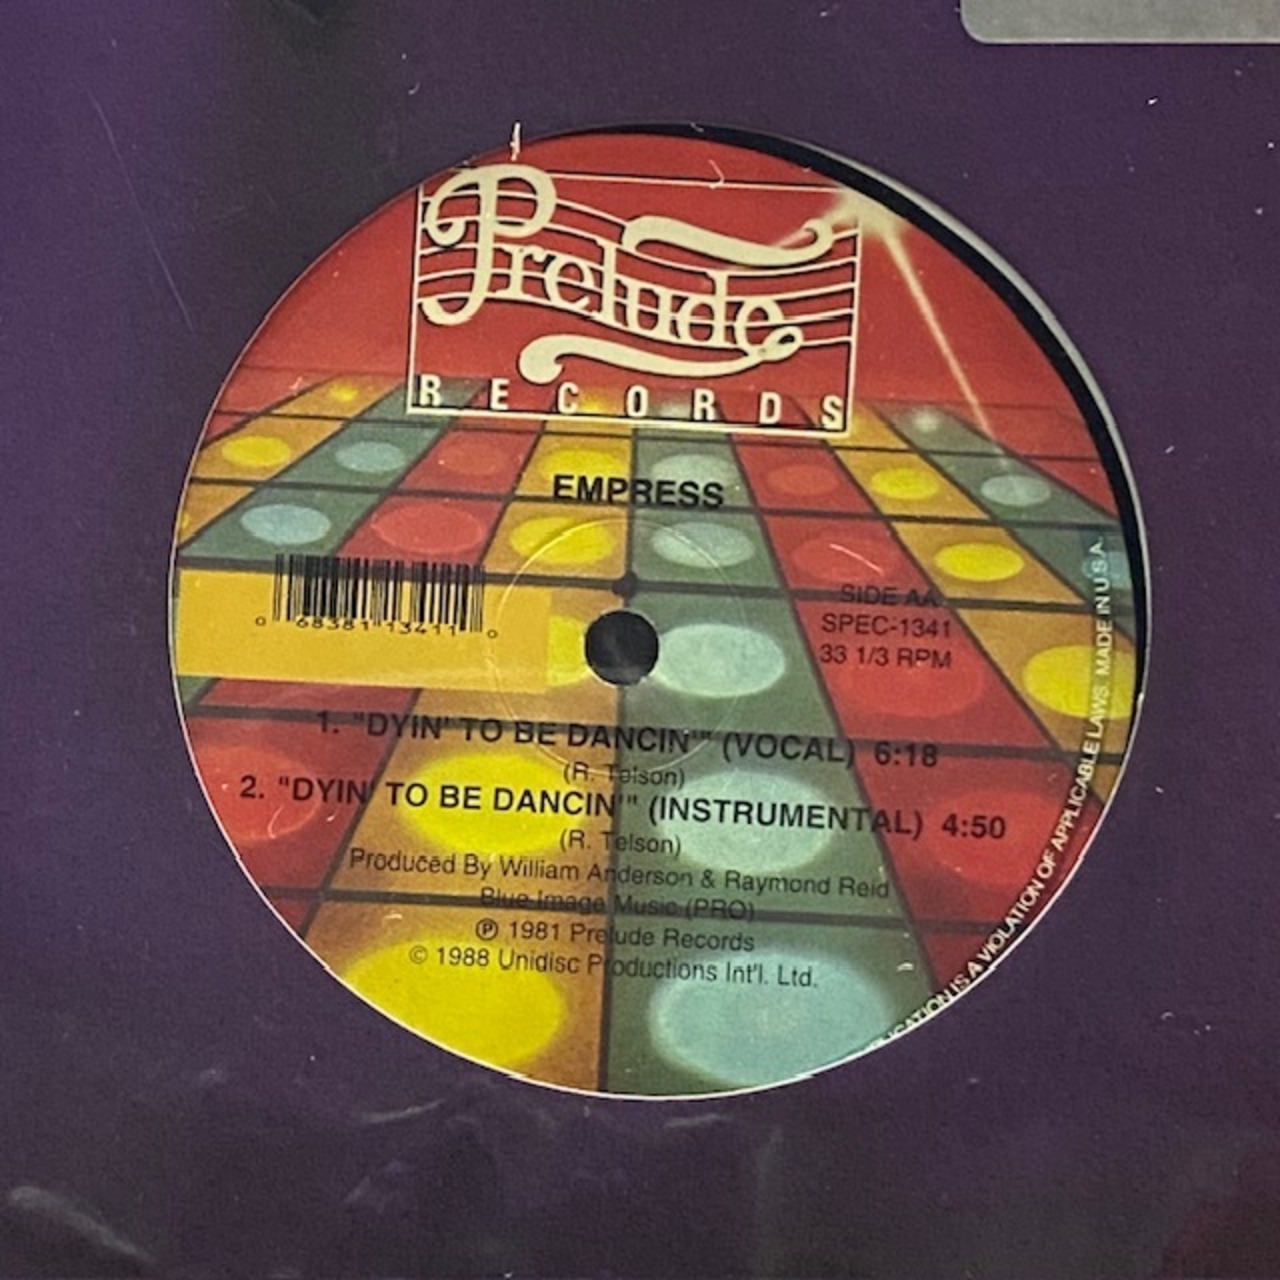 Prelude
RECORDS
EMPRESS
0 68381 13411 0
SIDE AA
SPEC-1341
33 1/3 RPM
1. "DYIN' TO BE DANCIN'" (VOCAL) 6:18
(R. Telson)
2. "DYIN' TO BE DANCIN'" (INSTRUMENTAL) 4:50
(R. Telson)
Produced By William Anderson & Raymond Reid
Blue Image Music (PRO)
℗ 1981 Prelude Records
© 1988 Unidisc Productions Int'l. Ltd.
IS A VIOLATION OF APPLICABLE LAWS MADE IN U.S.A.